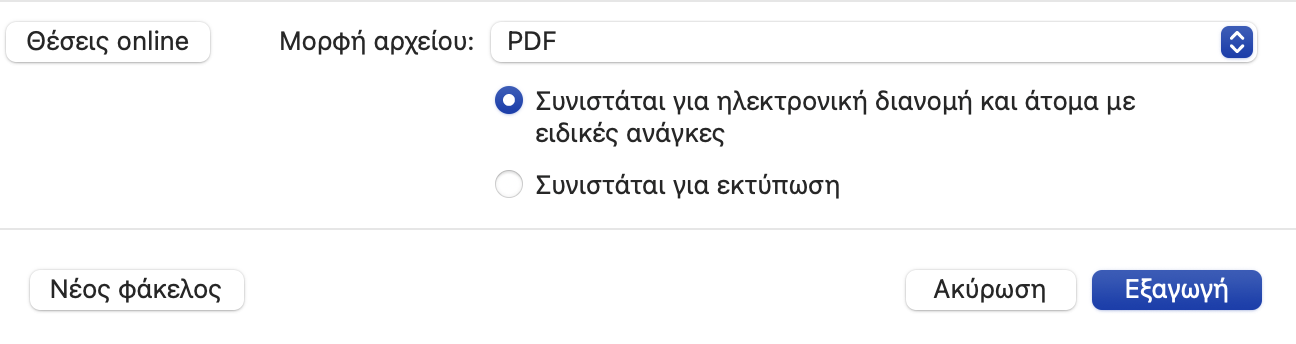 Θέσεις online
Μορφή αρχείου:
PDF
Συνιστάται για ηλεκτρονική διανομή και άτομα με
ειδικές ανάγκες
Συνιστάται για εκτύπωση
Νέος φάκελος
Ακύρωση
Εξαγωγή